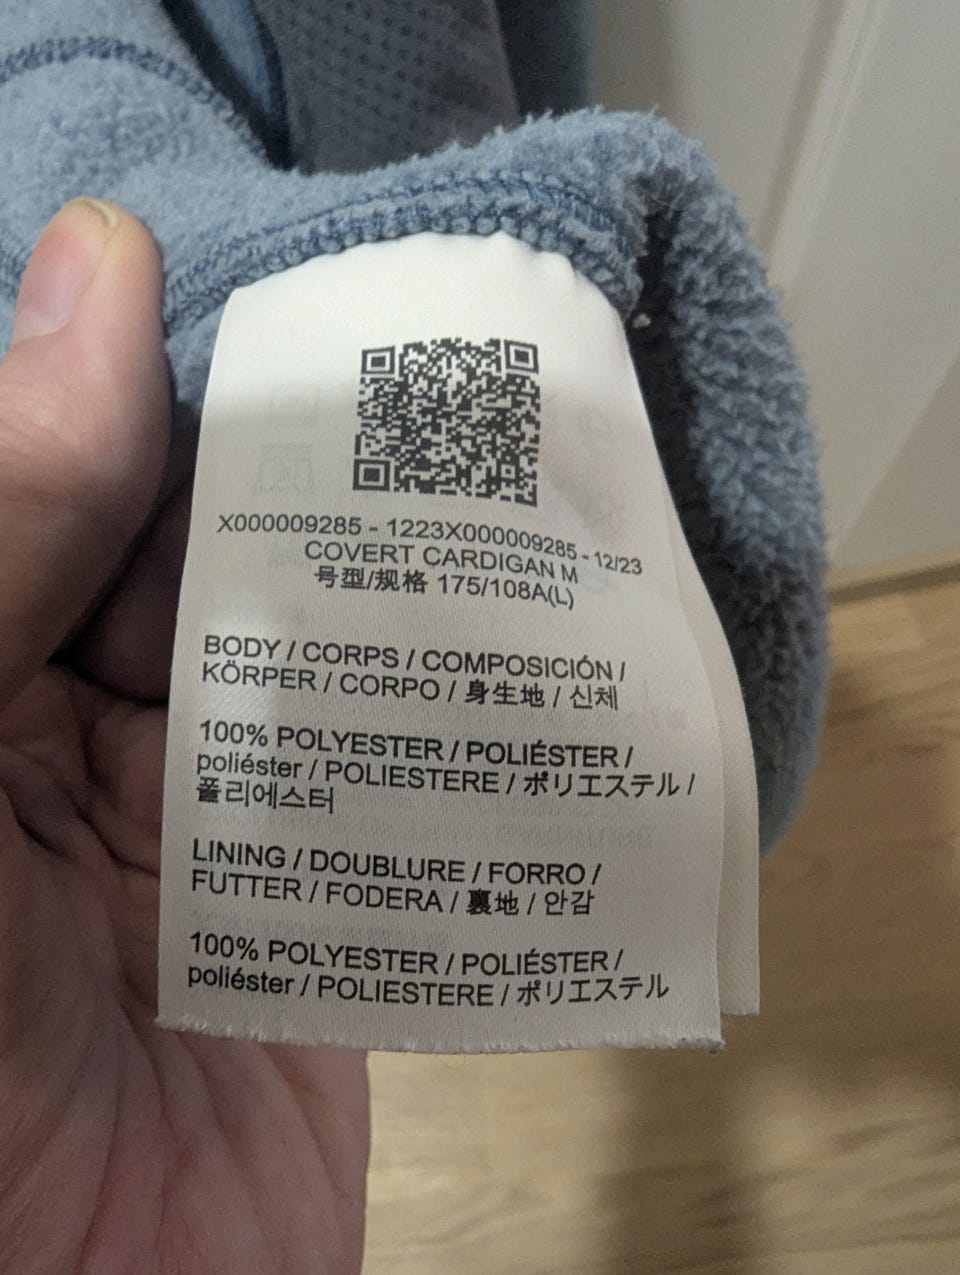 X000009285 - 1223X000009285 - 12/23
COVERT CARDIGAN M
号型/规格 175/108A(L)
BODY / CORPS / COMPOSICIÓN /
KÖRPER / CORPO / 身生地 / 신체
100% POLYESTER / POLIÉSTER /
poliéster / POLIESTERE / ポリエステル /
폴리에스터
LINING / DOUBLURE / FORRO /
FUTTER / FODERA / 裏地 / 안감
100% POLYESTER / POLIÉSTER /
poliéster / POLIESTERE / ポリエステル